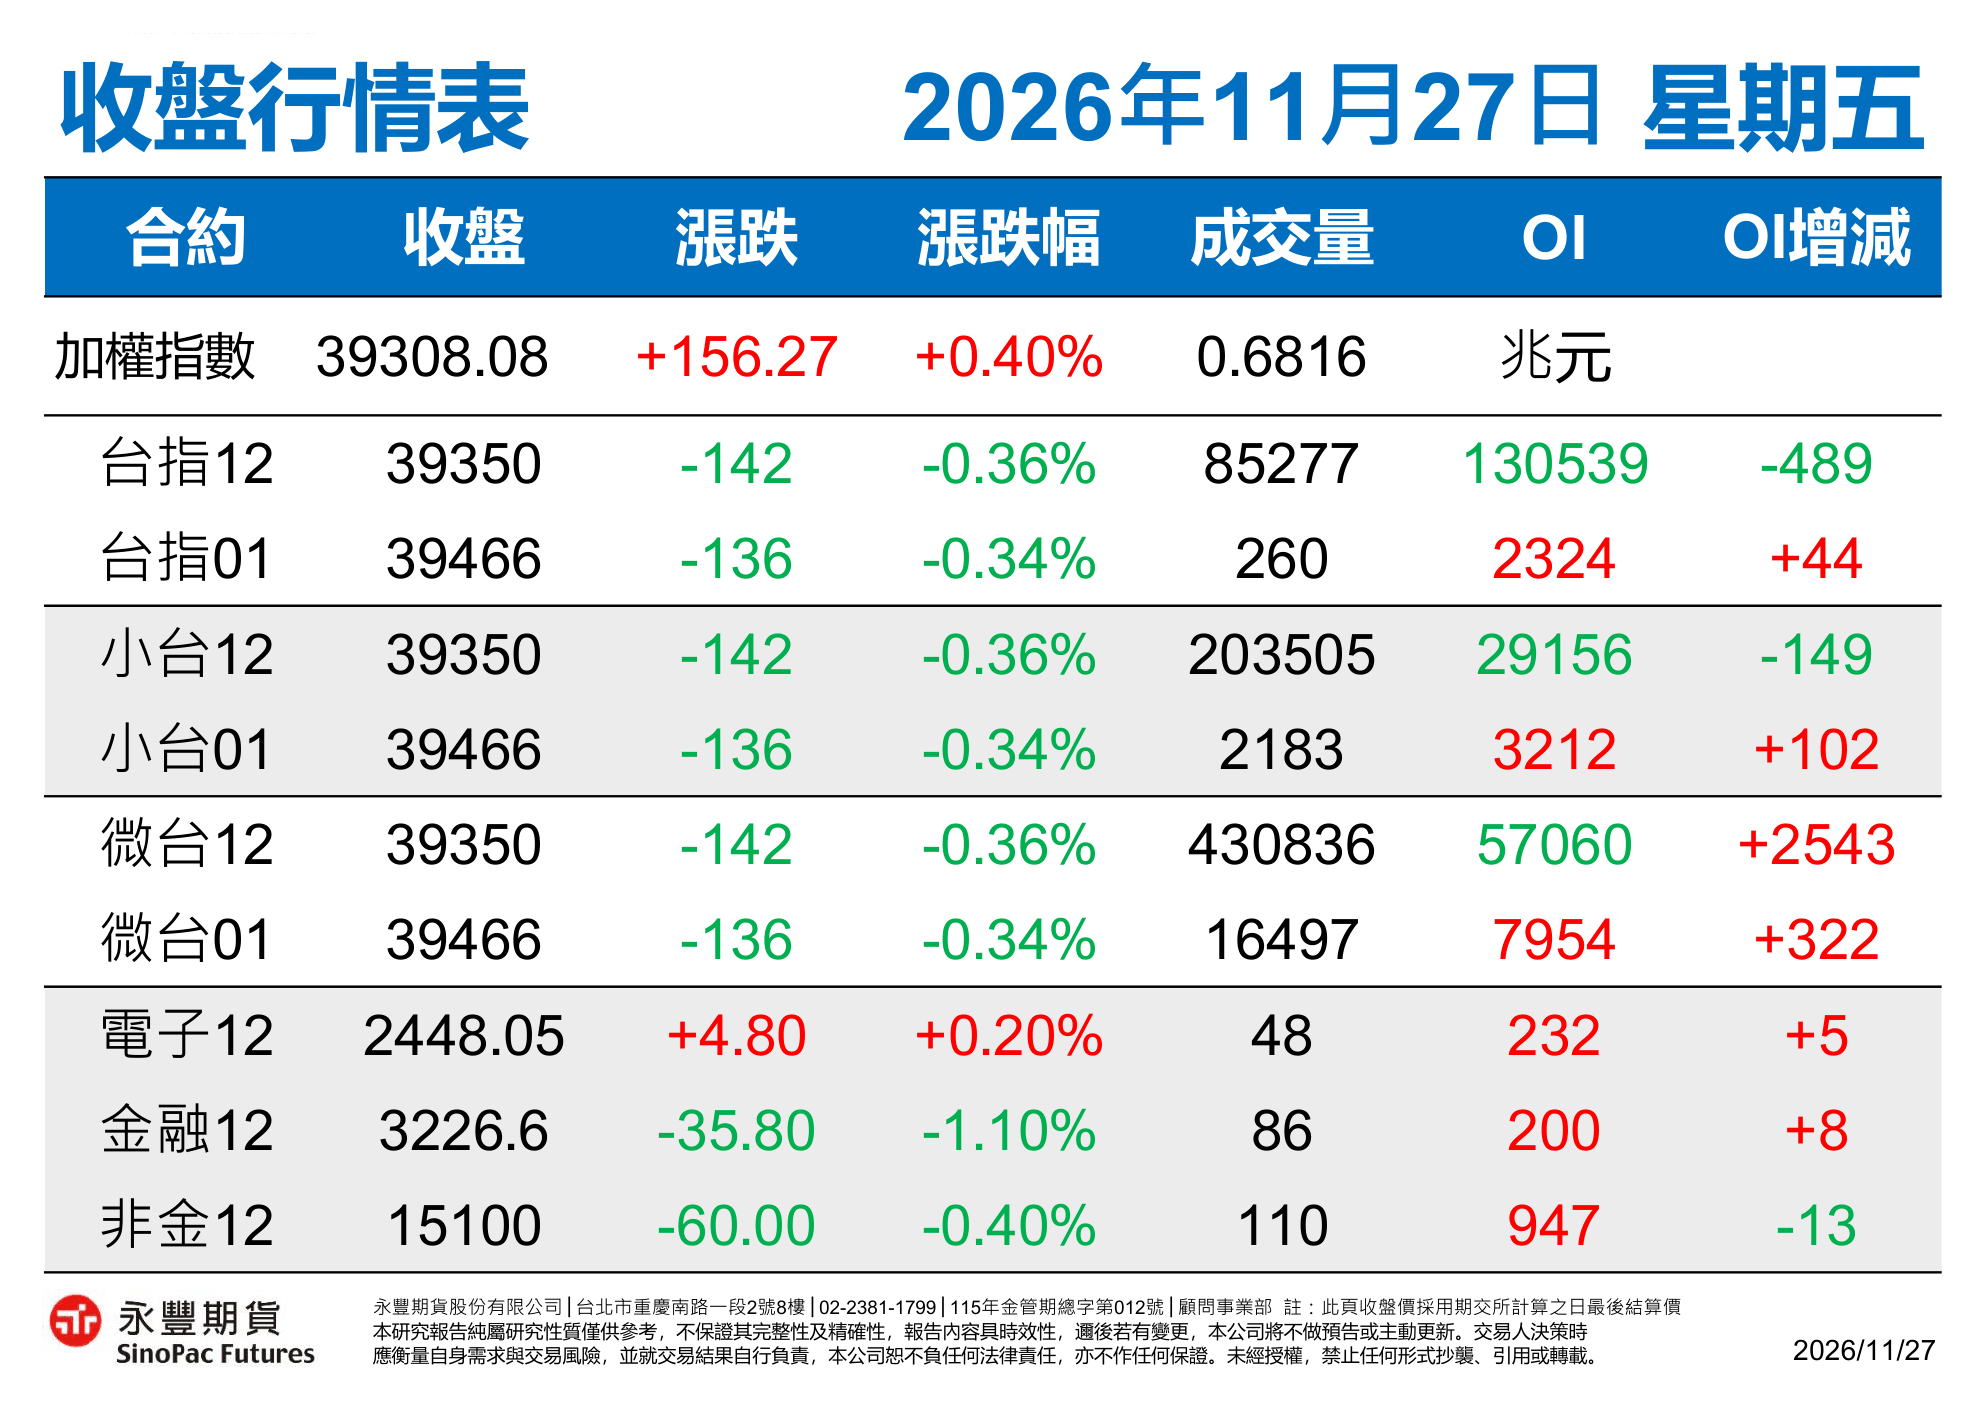 收盤行情表 2026年11月27日 星期五
合約 收盤 漲跌 漲跌幅 成交量 OI OI增減
加權指數 39308.08 +156.27 +0.40% 0.6816 兆元
台指12 39350 -142 -0.36% 85277 130539 -489
台指01 39466 -136 -0.34% 260 2324 +44
小台12 39350 -142 -0.36% 203505 29156 -149
小台01 39466 -136 -0.34% 2183 3212 +102
微台12 39350 -142 -0.36% 430836 57060 +2543
微台01 39466 -136 -0.34% 16497 7954 +322
電子12 2448.05 +4.80 +0.20% 48 232 +5
金融12 3226.6 -35.80 -1.10% 86 200 +8
非金12 15100 -60.00 -0.40% 110 947 -13
永豐期貨
SinoPac Futures
永豐期貨股份有限公司|台北市重慶南路一段2號8樓|02-2381-1799|115年金管期總字第012號|顧問事業部 註：此頁收盤價採用期交所計算之日最後結算價
本研究報告純屬研究性質僅供參考，不保證其完整性及精確性，報告內容具時效性，邇後若有變更，本公司將不做預告或主動更新。交易人決策時
應衡量自身需求與交易風險，並就交易結果自行負責，本公司恕不負任何法律責任，亦不作任何保證。未經授權，禁止任何形式抄襲、引用或轉載。
2026/11/27